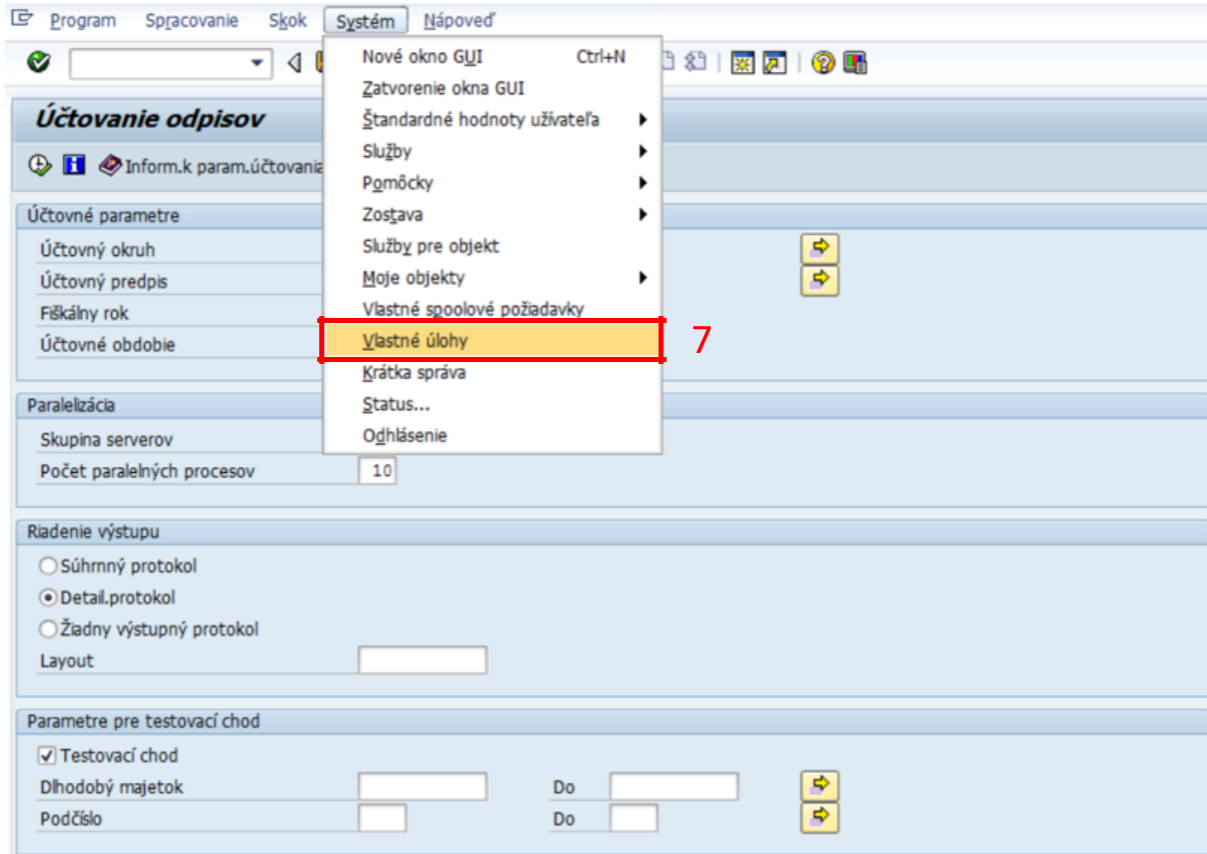 Program Spracovanie Skok Systém Nápoveď
Nové okno GUI Ctrl+N
Zatvorenie okna GUI
Štandardné hodnoty užívateľa
Služby
Pomôcky
Zostava
Služby pre objekt
Moje objekty
Vlastné spoolové požiadavky
Vlastné úlohy 7
Krátka správa
Status...
Odhlásenie
Účtovanie odpisov
Inform.k param.účtovania
Účtovné parametre
Účtovný okruh
Účtovný predpis
Fiškálny rok
Účtovné obdobie
Paralelizácia
Skupina serverov
Počet paralelných procesov 10
Riadenie výstupu
Súhrnný protokol
Detail.protokol
Žiadny výstupný protokol
Layout
Parametre pre testovací chod
Testovací chod
Dlhodobý majetok Do
Podčíslo Do